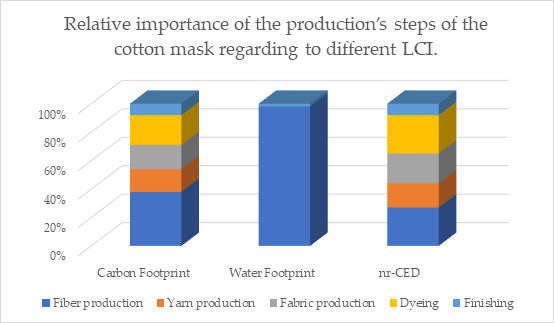 Relative importance of the production's steps of the
cotton mask regarding to different LCI.
100%
80%
60%
40%
20%
0%
Carbon Footprint Water Footprint nr-CED
Fiber production Yarn production Fabric production Dyeing Finishing